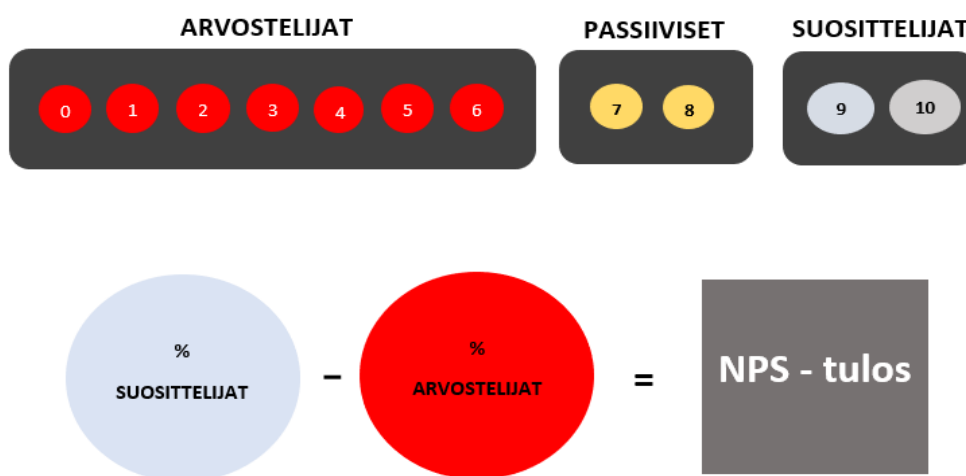 ARVOSTELIJAT PASSIIVISET SUOSITTELIJAT
0 1 2 3 4 5 6 7 8 9 10
% %
SUOSITTELIJAT – ARVOSTELIJAT = NPS - tulos